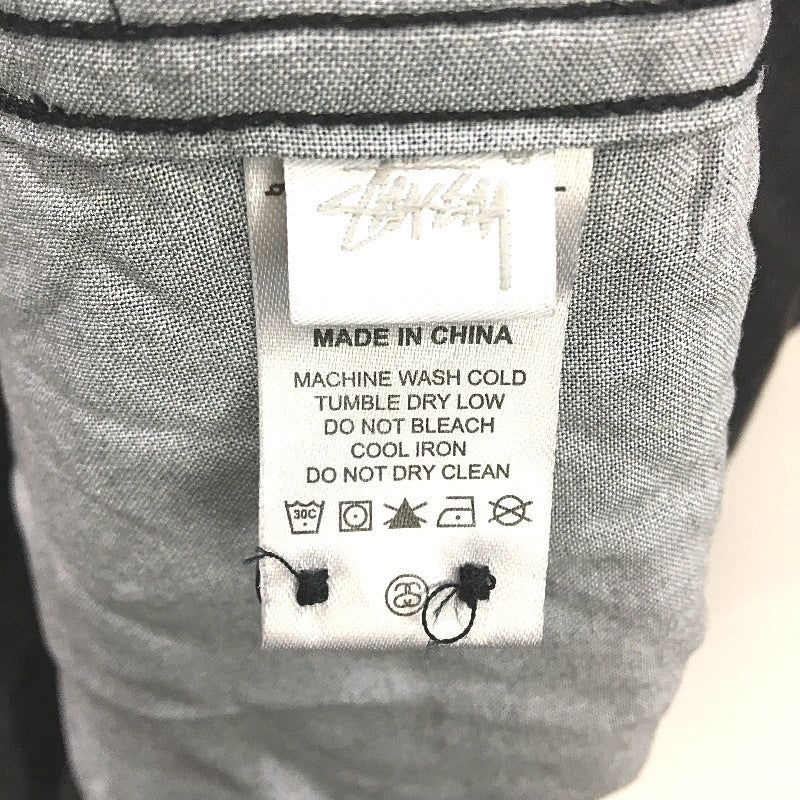 STÜSSY
MADE IN CHINA
MACHINE WASH COLD
TUMBLE DRY LOW
DO NOT BLEACH
COOL IRON
DO NOT DRY CLEAN
30C